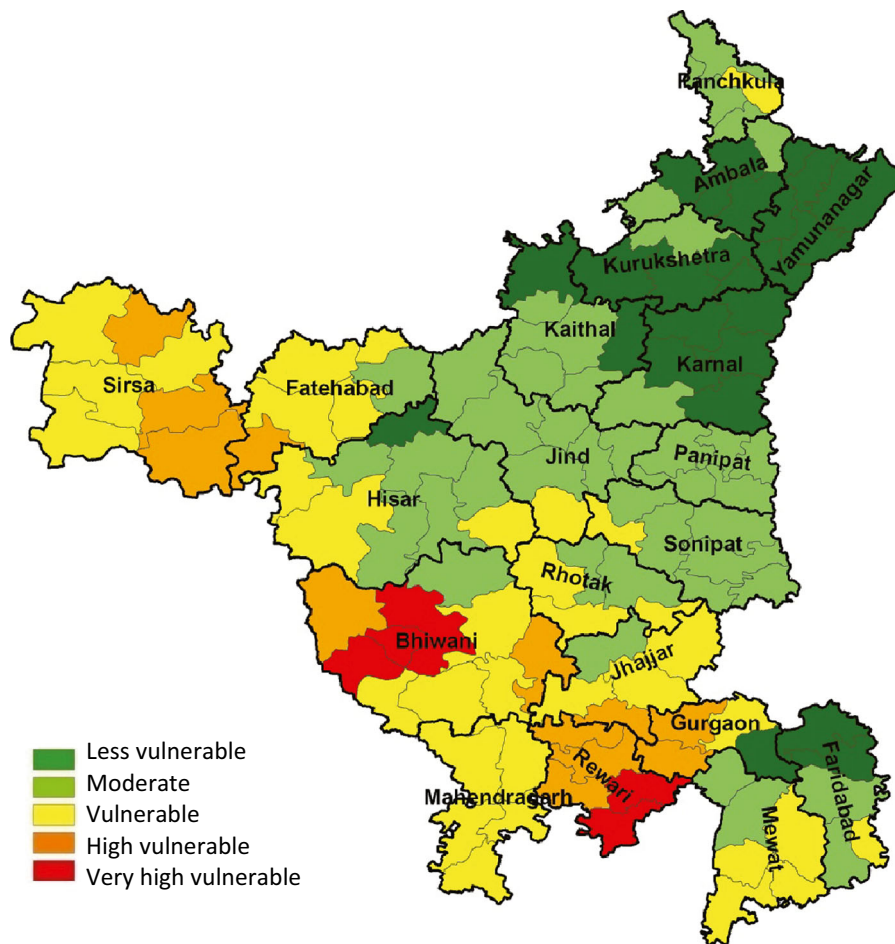 Panchkula
Ambala
Yamunanagar
Kurukshetra
Kaithal
Karnal
Sirsa
Fatehabad
Jind
Panipat
Hisar
Sonipat
Rhotak
Bhiwani
Jhajjar
Gurgaon
Rewari
Faridabad
Mahendragarh
Mewat
Less vulnerable
Moderate
Vulnerable
High vulnerable
Very high vulnerable